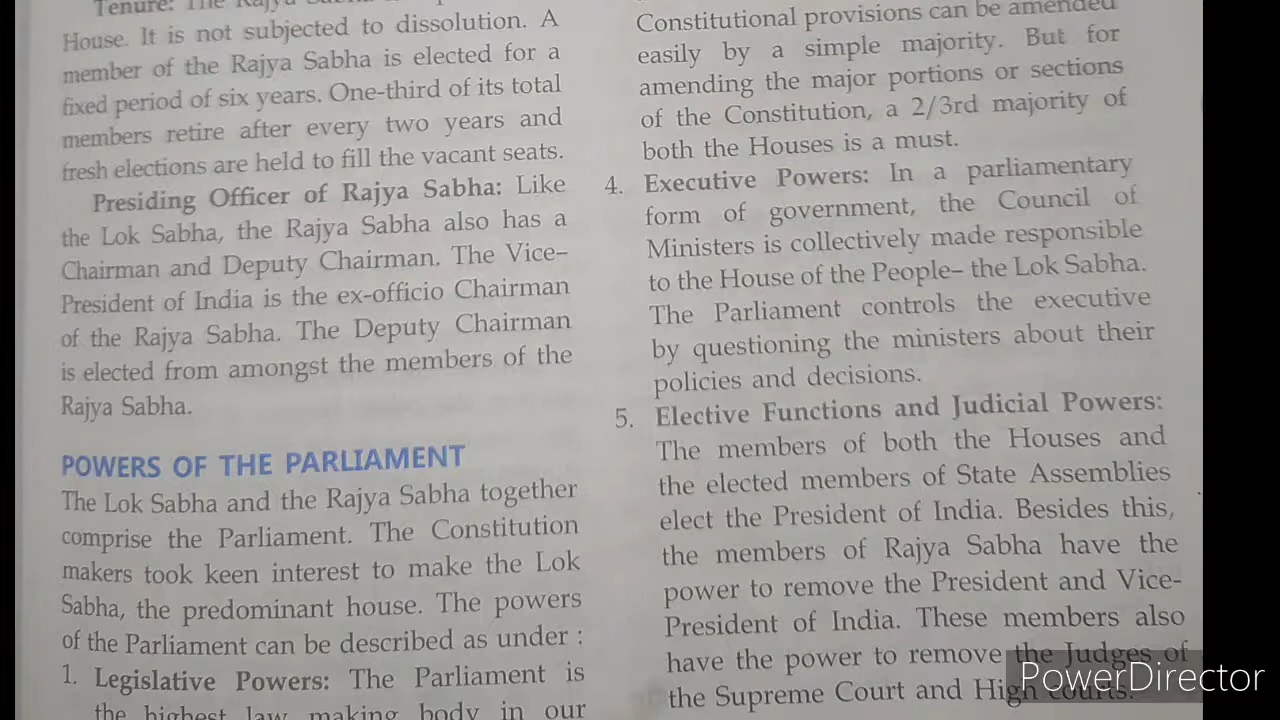 Tenure: The Rajya
House. It is not subjected to dissolution. A
member of the Rajya Sabha is elected for a
fixed period of six years. One-third of its total
members retire after every two years and
fresh elections are held to fill the vacant seats.
Presiding Officer of Rajya Sabha: Like
the Lok Sabha, the Rajya Sabha also has a
Chairman and Deputy Chairman. The Vice–
President of India is the ex-officio Chairman
of the Rajya Sabha. The Deputy Chairman
is elected from amongst the members of the
Rajya Sabha.
POWERS OF THE PARLIAMENT
The Lok Sabha and the Rajya Sabha together
comprise the Parliament. The Constitution
makers took keen interest to make the Lok
Sabha, the predominant house. The powers
of the Parliament can be described as under :
1. Legislative Powers: The Parliament is
the highest law making body in our
Constitutional provisions can be amended
easily by a simple majority. But for
amending the major portions or sections
of the Constitution, a 2/3rd majority of
both the Houses is a must.
4. Executive Powers: In a parliamentary
form of government, the Council of
Ministers is collectively made responsible
to the House of the People– the Lok Sabha.
The Parliament controls the executive
by questioning the ministers about their
policies and decisions.
5. Elective Functions and Judicial Powers:
The members of both the Houses and
the elected members of State Assemblies
elect the President of India. Besides this,
the members of Rajya Sabha have the
power to remove the President and Vice-
President of India. These members also
have the power to remove the Judges of
the Supreme Court and High courts.
PowerDirector